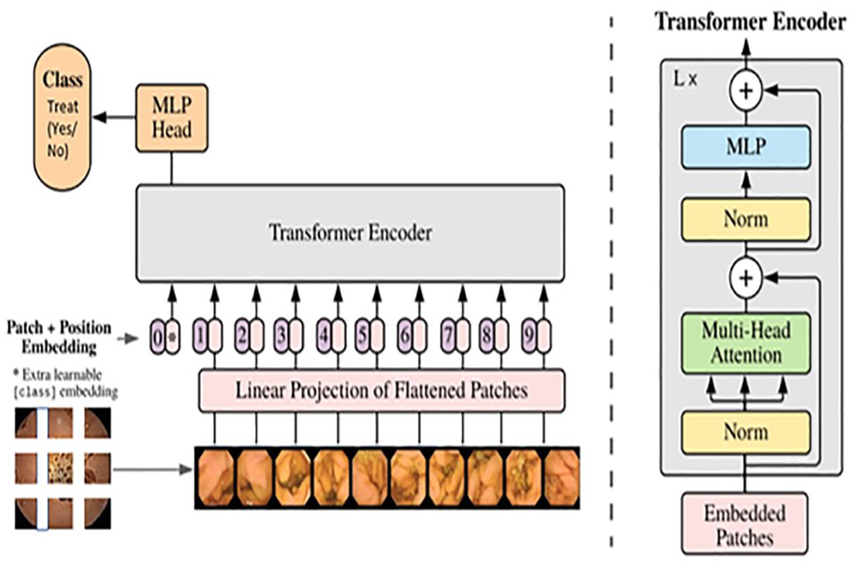 Transformer Encoder
Class
Treat
(Yes/
No)
MLP
Head
Transformer Encoder
Patch + Position
Embedding
0 * 1 2 3 4 5 6 7 8 9
* Extra learnable
[class] embedding
Linear Projection of Flattened Patches
L x
+
MLP
Norm
+
Multi-Head
Attention
Norm
Embedded
Patches